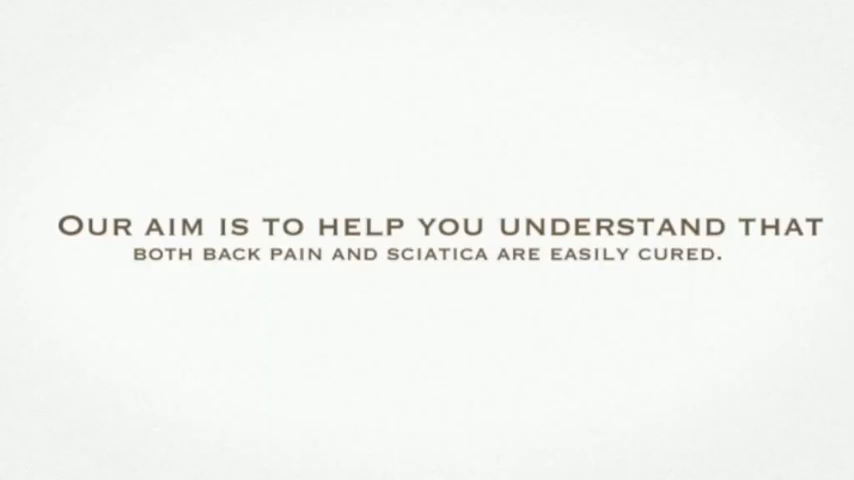 Our aim is to help you understand that
both back pain and sciatica are easily cured.